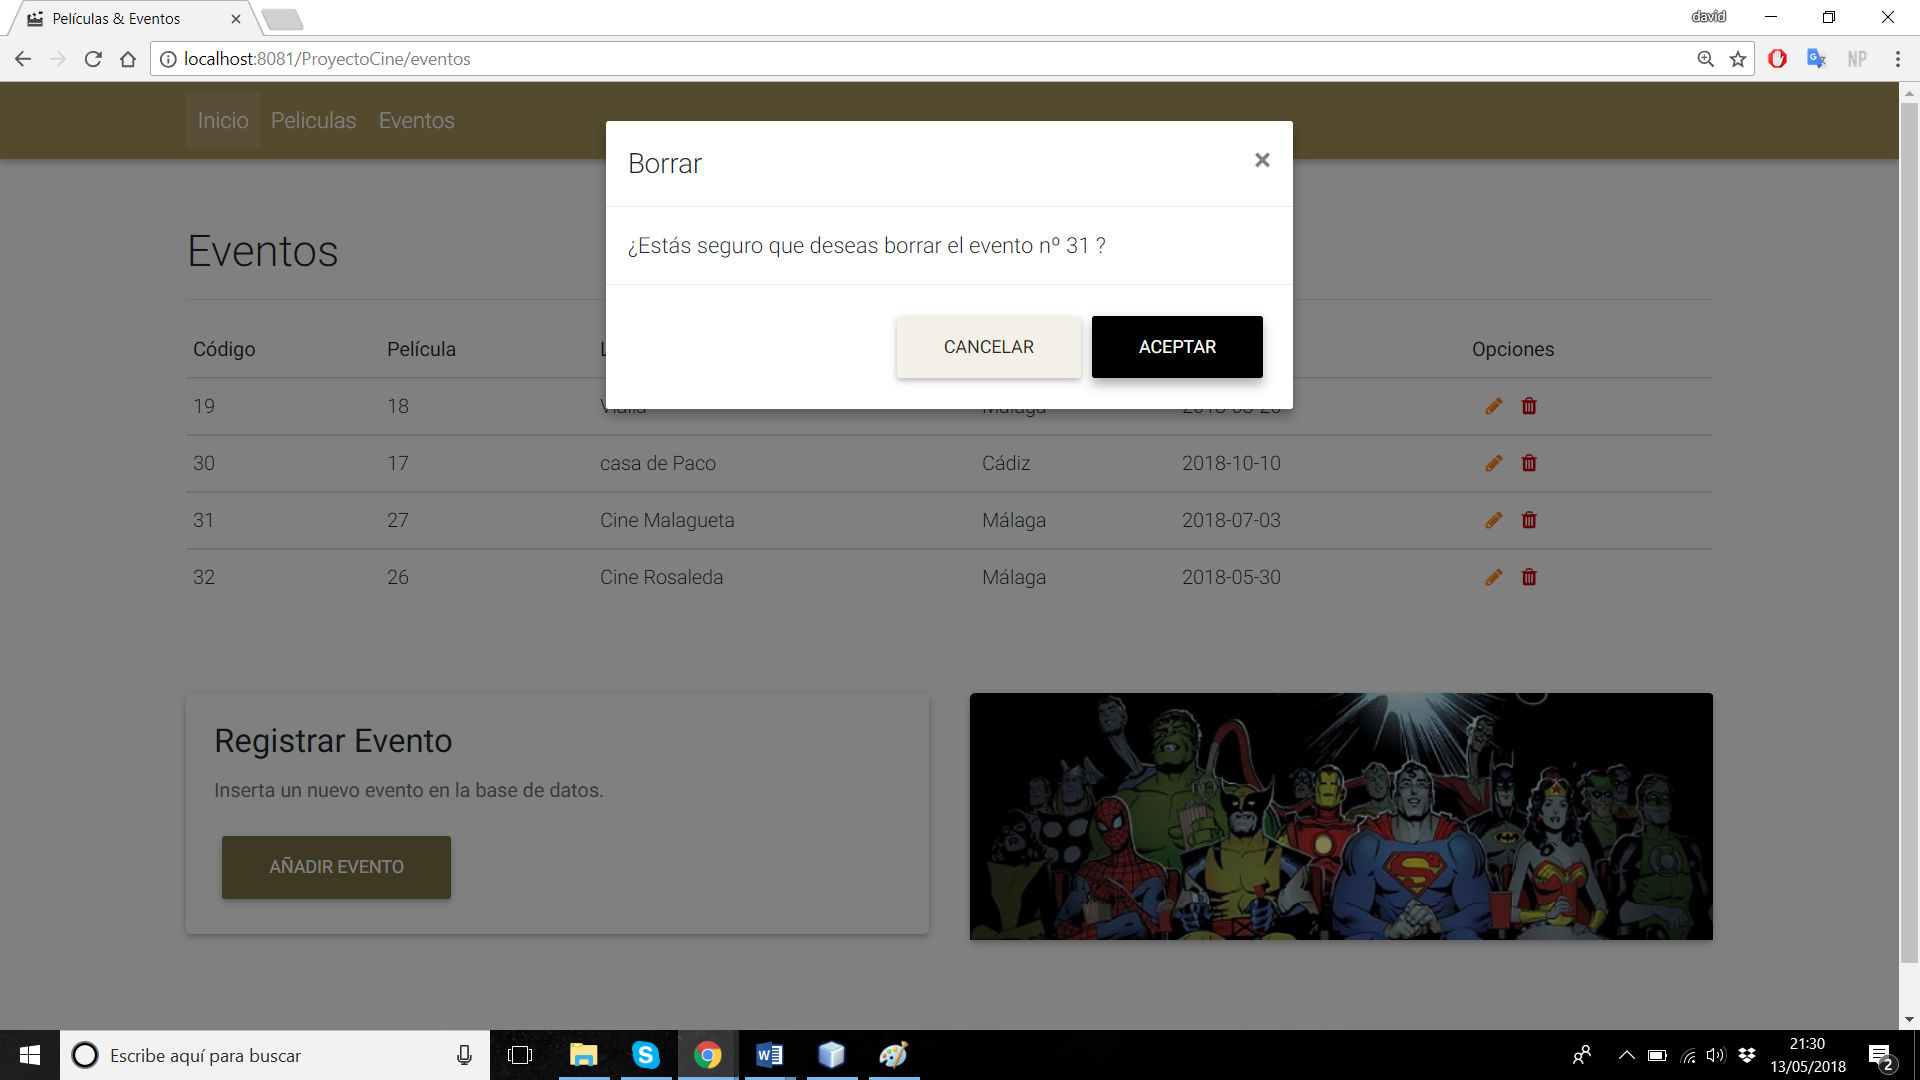 Películas & Eventos
david
localhost:8081/ProyectoCine/eventos
NP
Inicio Peliculas Eventos
Borrar
×
¿Estás seguro que deseas borrar el evento nº 31 ?
CANCELAR ACEPTAR
Eventos
Código Película Opciones
19 18
30 17 casa de Paco Cádiz 2018-10-10
31 27 Cine Malagueta Málaga 2018-07-03
32 26 Cine Rosaleda Málaga 2018-05-30
Registrar Evento
Inserta un nuevo evento en la base de datos.
AÑADIR EVENTO
Escribe aquí para buscar
21:30
13/05/2018
2